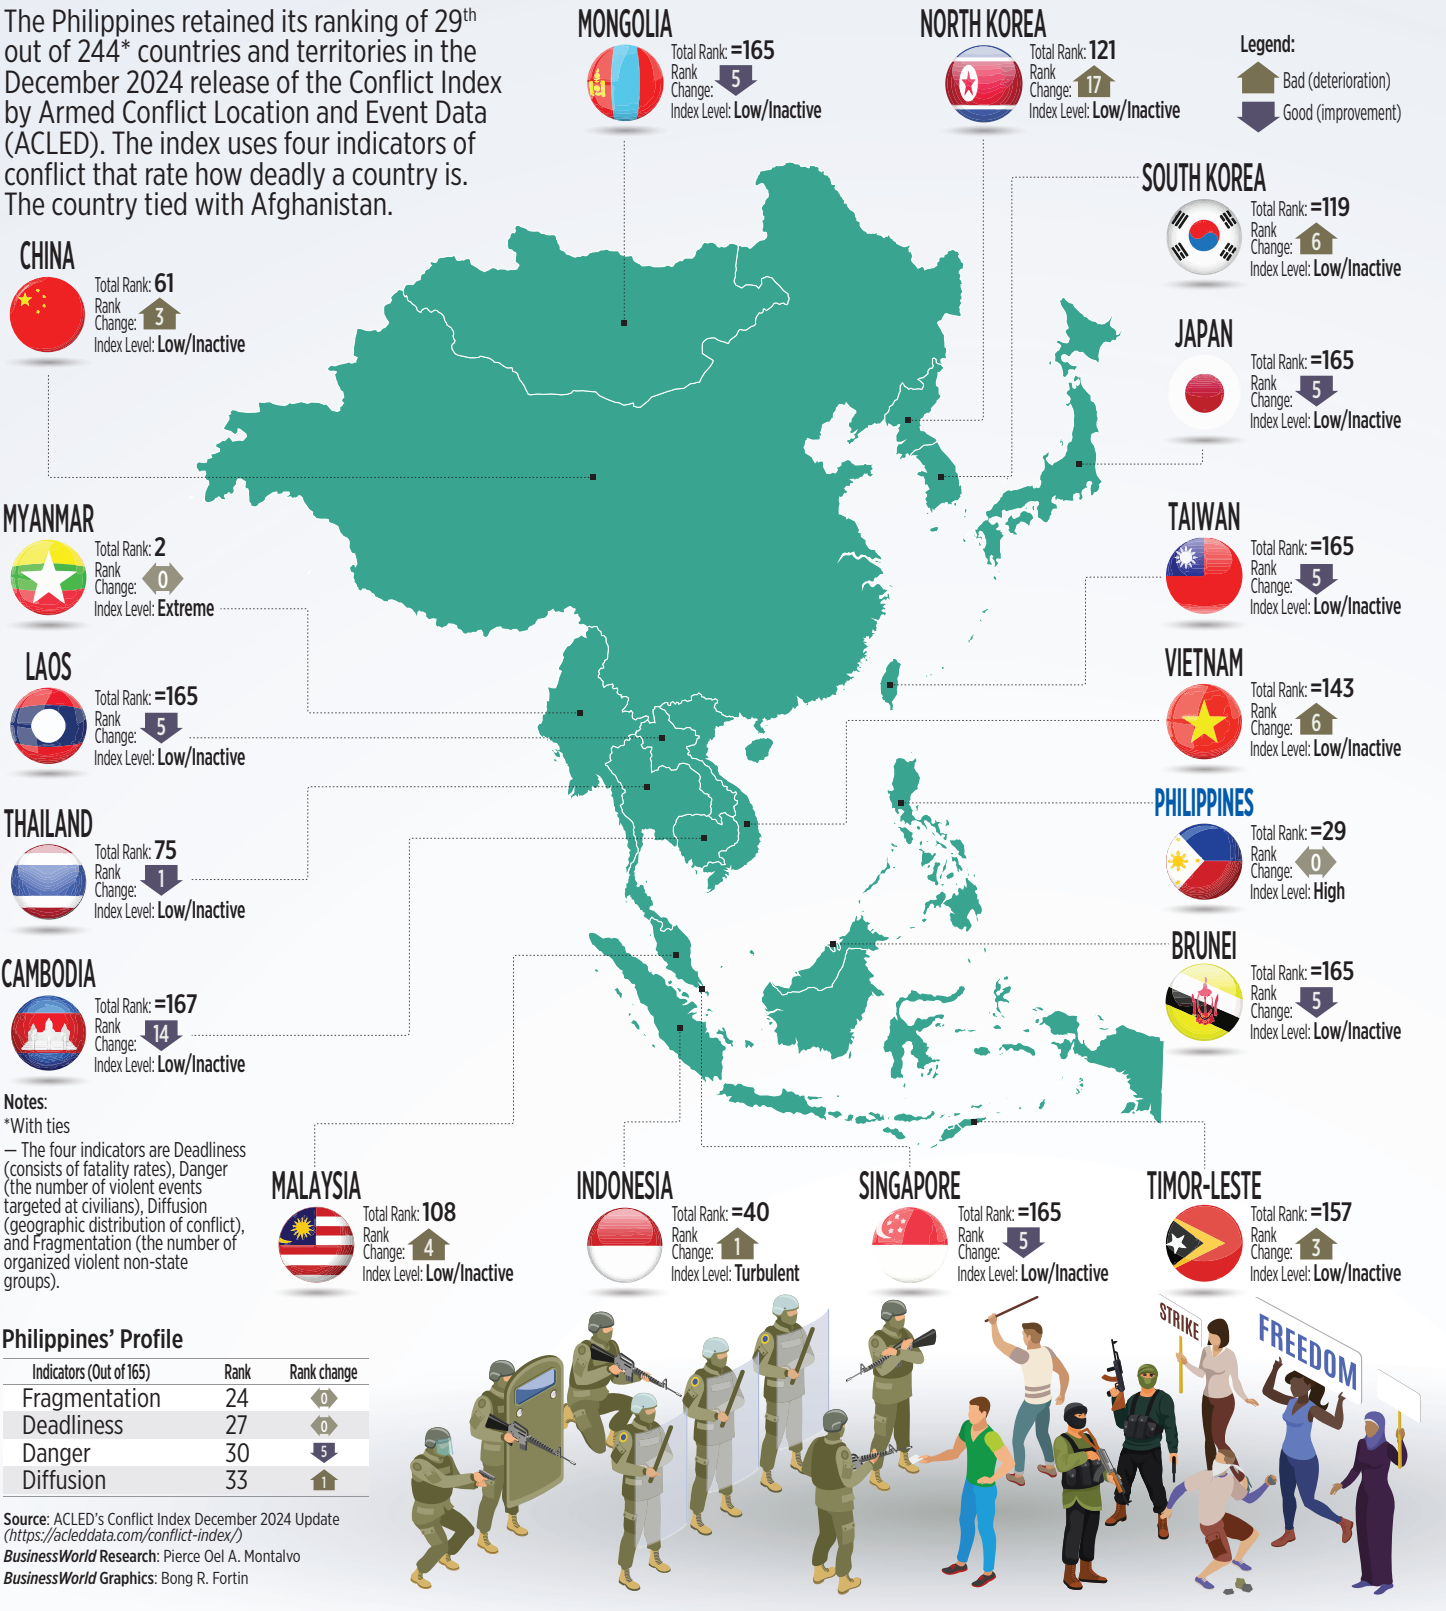 The Philippines retained its ranking of 29th
out of 244* countries and territories in the
December 2024 release of the Conflict Index
by Armed Conflict Location and Event Data
(ACLED). The index uses four indicators of
conflict that rate how deadly a country is.
The country tied with Afghanistan.
MONGOLIA
Total Rank: =165
Rank
Change: 5
Index Level: Low/Inactive
NORTH KOREA
Total Rank: 121
Rank
Change: 17
Index Level: Low/Inactive
Legend:
Bad (deterioration)
Good (improvement)
SOUTH KOREA
Total Rank: =119
Rank
Change: 6
Index Level: Low/Inactive
CHINA
Total Rank: 61
Rank
Change: 3
Index Level: Low/Inactive
JAPAN
Total Rank: =165
Rank
Change: 5
Index Level: Low/Inactive
MYANMAR
Total Rank: 2
Rank
Change: 0
Index Level: Extreme
TAIWAN
Total Rank: =165
Rank
Change: 5
Index Level: Low/Inactive
LAOS
Total Rank: =165
Rank
Change: 5
Index Level: Low/Inactive
VIETNAM
Total Rank: =143
Rank
Change: 6
Index Level: Low/Inactive
THAILAND
Total Rank: 75
Rank
Change: 1
Index Level: Low/Inactive
PHILIPPINES
Total Rank: =29
Rank
Change: 0
Index Level: High
CAMBODIA
Total Rank: =167
Rank
Change: 14
Index Level: Low/Inactive
BRUNEI
Total Rank: =165
Rank
Change: 5
Index Level: Low/Inactive
Notes:
*With ties
— The four indicators are Deadliness
(consists of fatality rates), Danger
(the number of violent events
targeted at civilians), Diffusion
(geographic distribution of conflict),
and Fragmentation (the number of
organized violent non-state
groups).
MALAYSIA
Total Rank: 108
Rank
Change: 4
Index Level: Low/Inactive
INDONESIA
Total Rank: =40
Rank
Change: 1
Index Level: Turbulent
SINGAPORE
Total Rank: =165
Rank
Change: 5
Index Level: Low/Inactive
TIMOR-LESTE
Total Rank: =157
Rank
Change: 3
Index Level: Low/Inactive
STRIKE
FREEDOM
Philippines' Profile
Indicators (Out of 165) Rank Rank change
Fragmentation 24 0
Deadliness 27 0
Danger 30 5
Diffusion 33 1
Source: ACLED's Conflict Index December 2024 Update
(https://acleddata.com/conflict-index/)
BusinessWorld Research: Pierce Oel A. Montalvo
BusinessWorld Graphics: Bong R. Fortin